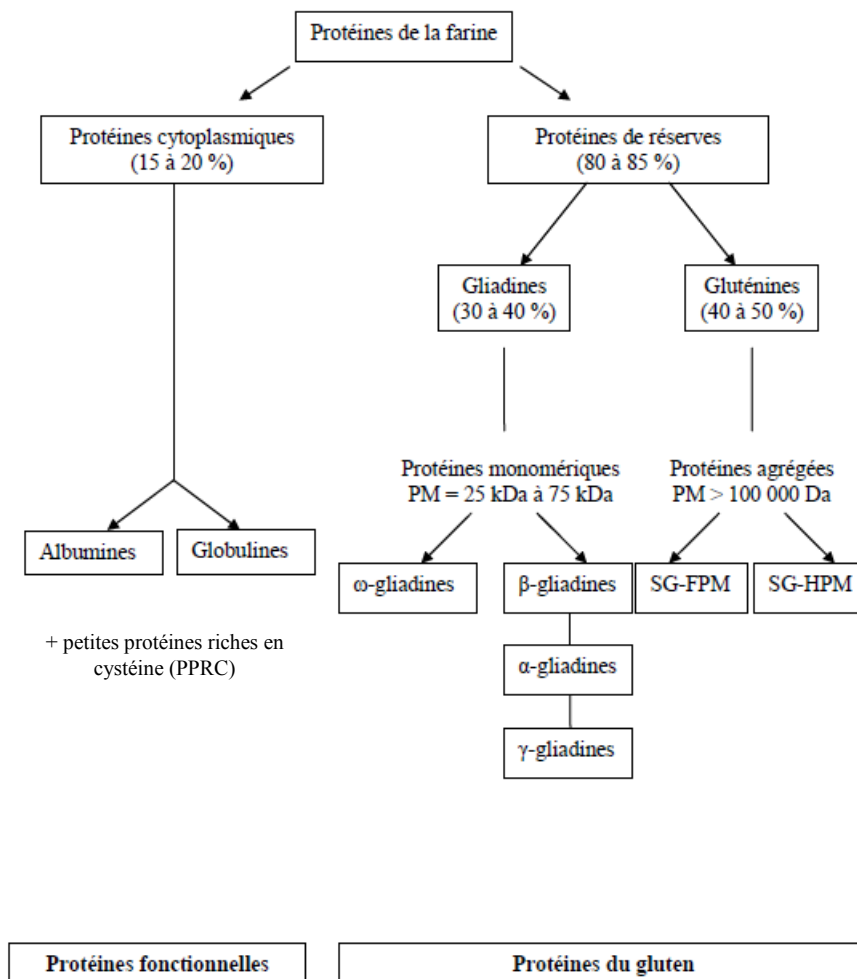 Protéines de la farine
Protéines cytoplasmiques
(15 à 20 %)
Protéines de réserves
(80 à 85 %)
Gliadines
(30 à 40 %)
Gluténines
(40 à 50 %)
Protéines monomériques
PM = 25 kDa à 75 kDa
Protéines agrégées
PM > 100 000 Da
Albumines
Globulines
ω-gliadines
β-gliadines
SG-FPM
SG-HPM
+ petites protéines riches en
cystéine (PPRC)
α-gliadines
γ-gliadines
Protéines fonctionnelles
Protéines du gluten